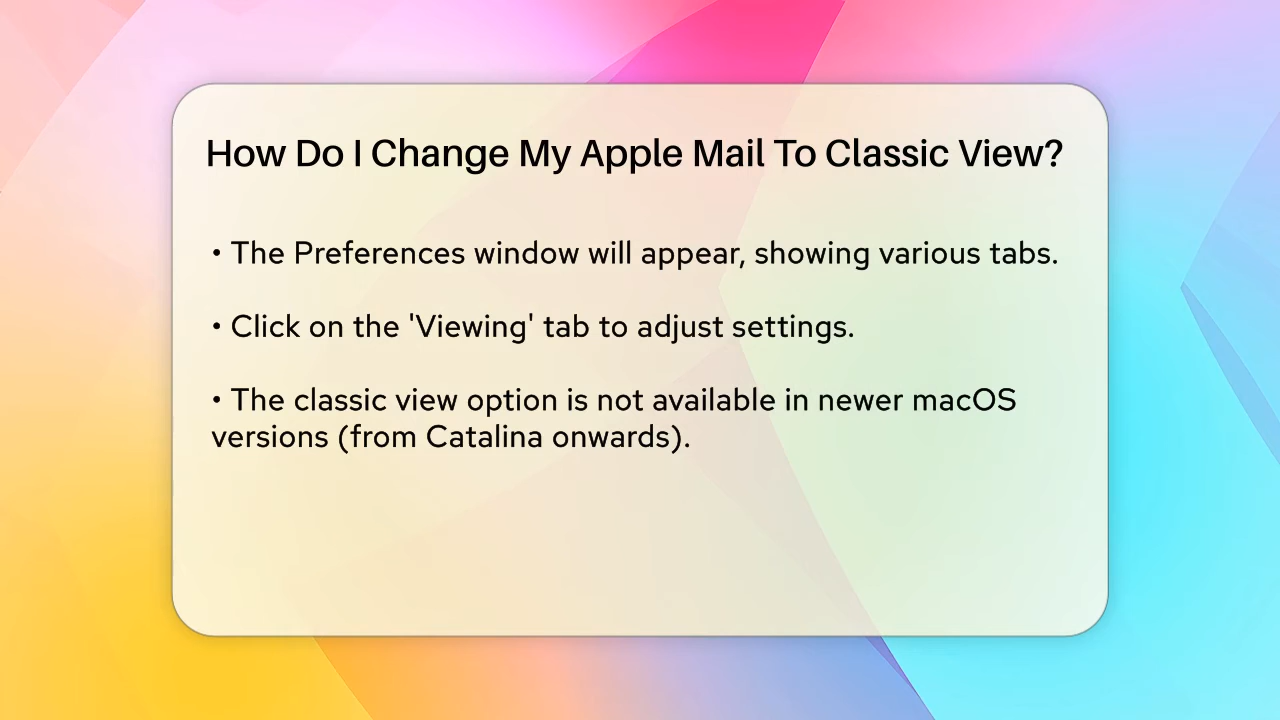 How Do I Change My Apple Mail To Classic View?
• The Preferences window will appear, showing various tabs.
• Click on the 'Viewing' tab to adjust settings.
• The classic view option is not available in newer macOS
versions (from Catalina onwards).